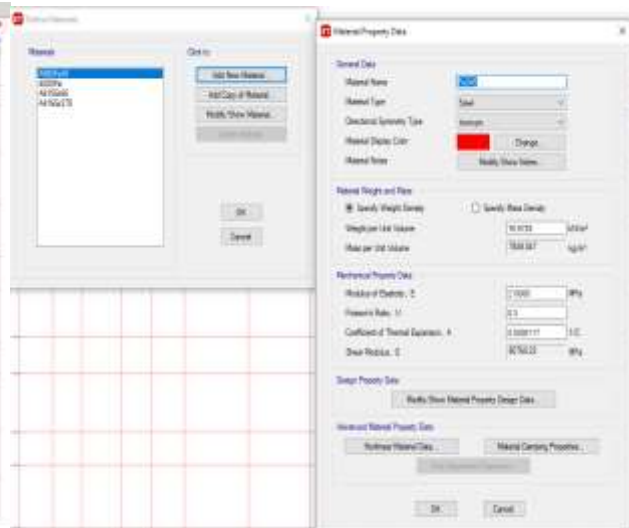 Define Materials
Materials
Click to:
Add New Material...
Add Copy of Material...
Modify/Show Material...
A615Gr60
OK
Cancel
Material Property Data
General Data
Material Name
Material Type
Steel
Directional Symmetry Type
Isotropic
Material Display Color
Change...
Material Notes
Modify/Show Notes...
Material Weight and Mass
Specify Weight Density
Specify Mass Density
Weight per Unit Volume
kN/m³
Mass per Unit Volume
kg/m³
Mechanical Property Data
Modulus of Elasticity, E
MPa
Poisson's Ratio, U
0.3
Coefficient of Thermal Expansion, A
0.0000117
1/C
Shear Modulus, G
MPa
Design Property Data
Modify/Show Material Property Design Data...
Advanced Material Property Data
Nonlinear Material Data...
Material Damping Properties...
OK
Cancel